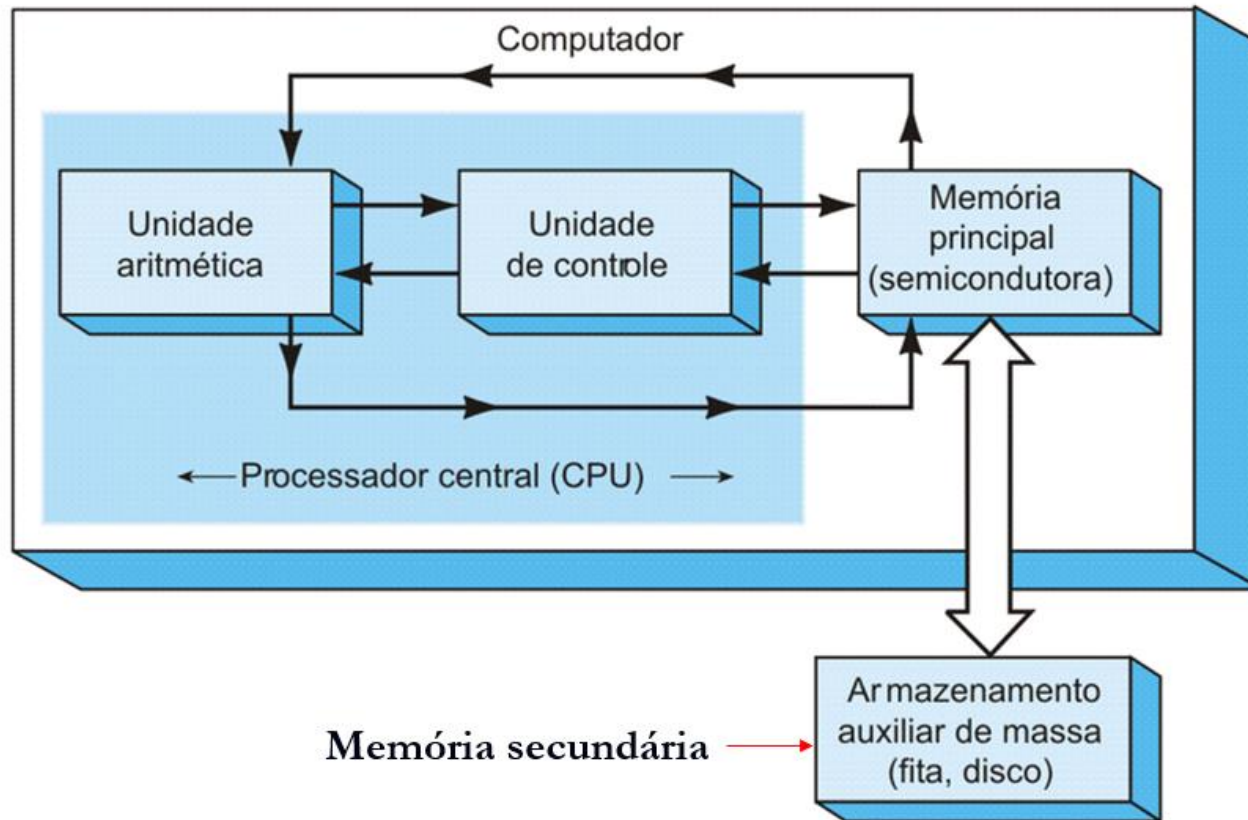 Computador
Unidade
aritmética
Unidade
de controle
Memória
principal
(semicondutora)
Processador central (CPU)
Armazenamento
auxiliar de massa
(fita, disco)
Memória secundária